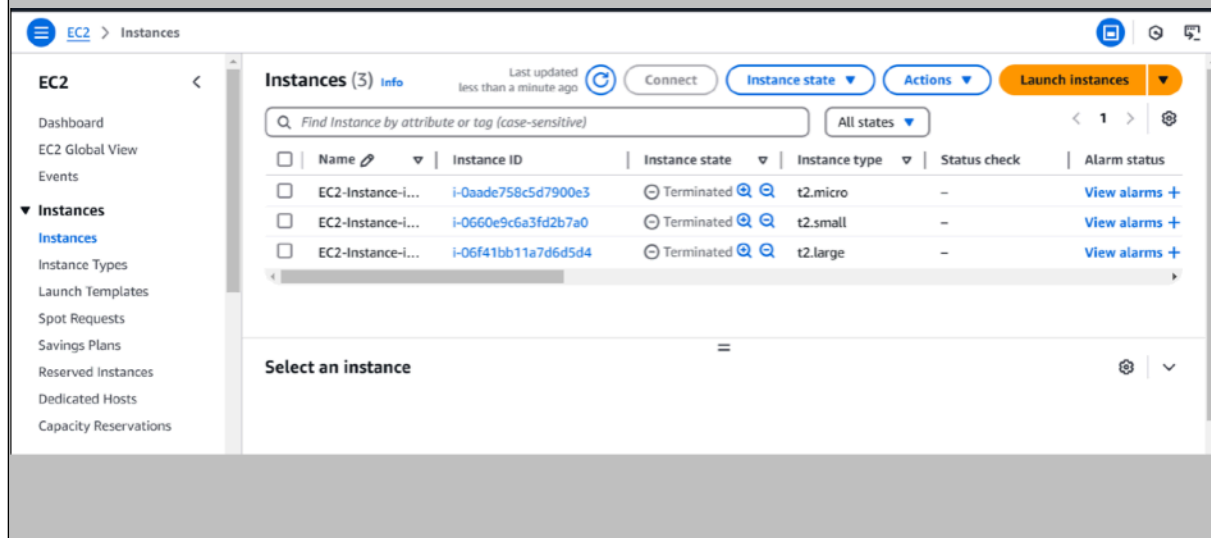 EC2 > Instances
EC2
Dashboard
EC2 Global View
Events
Instances
Instances
Instance Types
Launch Templates
Spot Requests
Savings Plans
Reserved Instances
Dedicated Hosts
Capacity Reservations
Instances (3) Info
Last updated
less than a minute ago
Connect
Instance state
Actions
Launch instances
Find Instance by attribute or tag (case-sensitive)
All states
1
Name Instance ID Instance state Instance type Status check Alarm status
EC2-Instance-i... i-0aade758c5d7900e3 Terminated t2.micro – View alarms +
EC2-Instance-i... i-0660e9c6a3fd2b7a0 Terminated t2.small – View alarms +
EC2-Instance-i... i-06f41bb11a7d6d5d4 Terminated t2.large – View alarms +
Select an instance